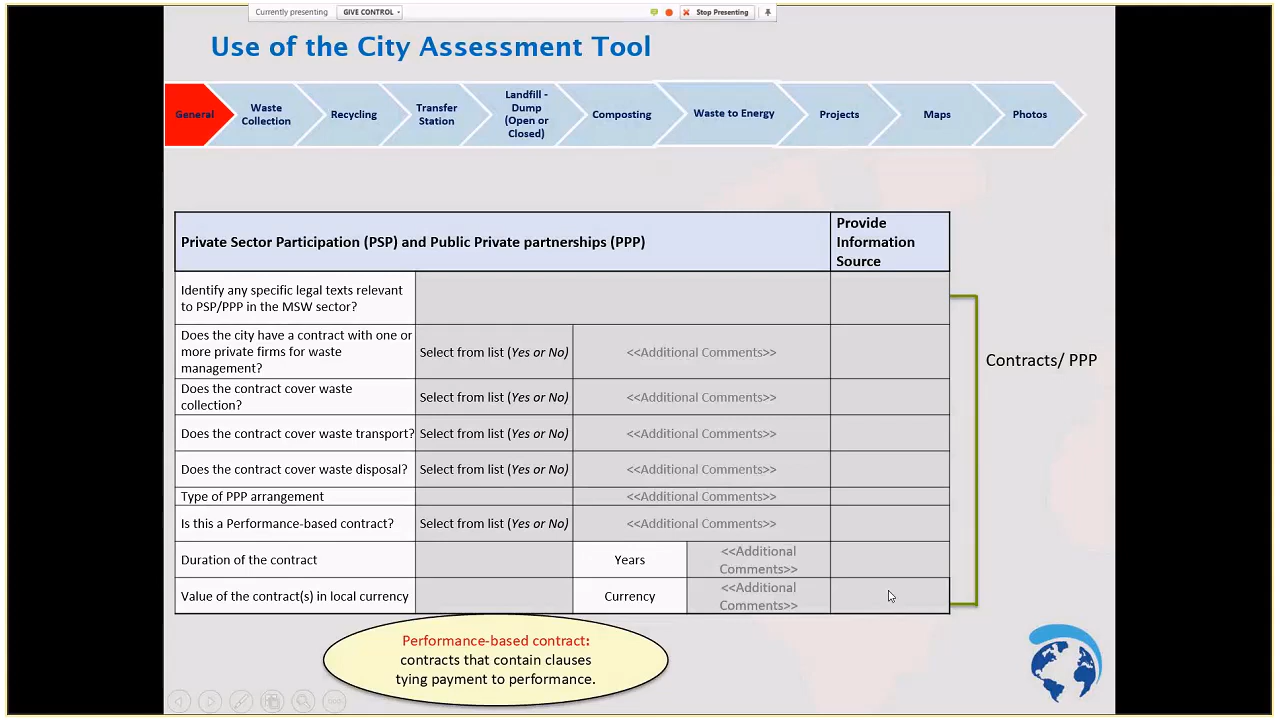 Currently presenting
GIVE CONTROL
Stop Presenting
Use of the City Assessment Tool
General
Waste
Collection
Recycling
Transfer
Station
Landfill -
Dump
(Open or
Closed)
Composting
Waste to Energy
Projects
Maps
Photos
Private Sector Participation (PSP) and Public Private partnerships (PPP)
Provide
Information
Source
Identify any specific legal texts relevant
to PSP/PPP in the MSW sector?
Does the city have a contract with one or
more private firms for waste
management?
Select from list (Yes or No)
<<Additional Comments>>
Does the contract cover waste
collection?
Select from list (Yes or No)
<<Additional Comments>>
Does the contract cover waste transport?
Select from list (Yes or No)
<<Additional Comments>>
Does the contract cover waste disposal?
Select from list (Yes or No)
<<Additional Comments>>
Type of PPP arrangement
<<Additional Comments>>
Is this a Performance-based contract?
Select from list (Yes or No)
<<Additional Comments>>
Duration of the contract
Years
<<Additional
Comments>>
Value of the contract(s) in local currency
Currency
<<Additional
Comments>>
Contracts/ PPP
Performance-based contract:
contracts that contain clauses
tying payment to performance.